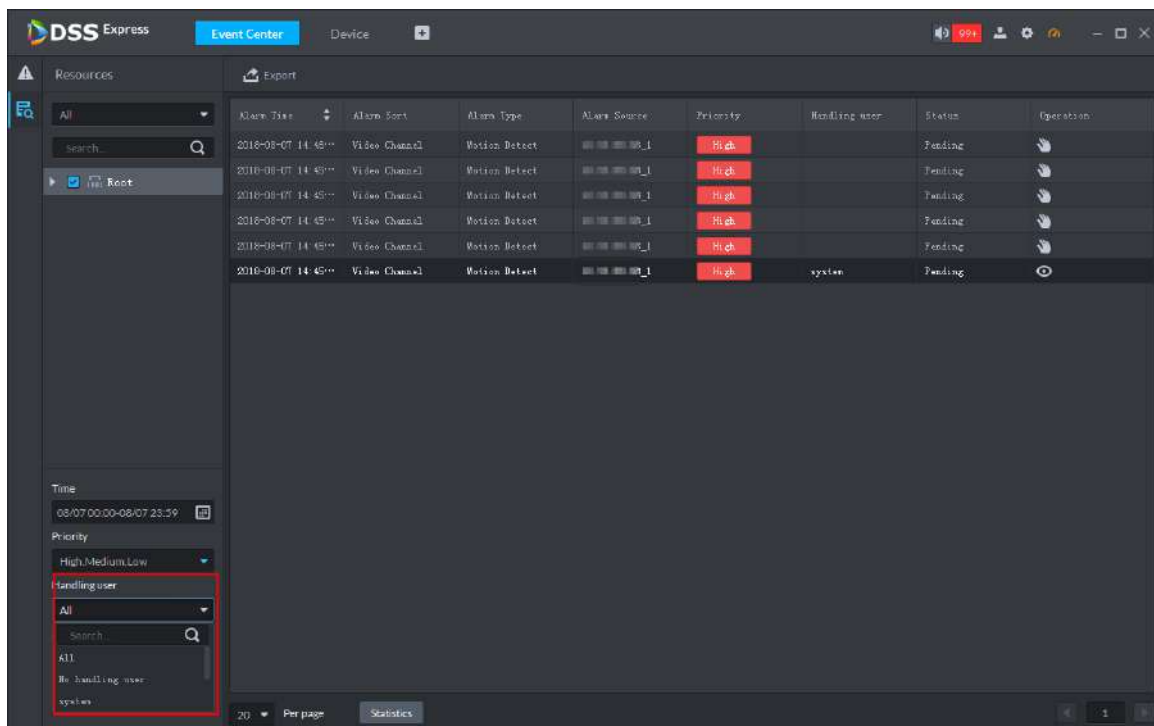 DSS Express
Event Center
Device
99+
Resources
Export
All
Search...
Root
Alarm Time Alarm Sort Alarm Type Alarm Source Priority Handling user Status Operation
2018-08-07 14:45··· Video Channel Motion Detect _1 High Pending
2018-08-07 14:45··· Video Channel Motion Detect _1 High Pending
2018-08-07 14:45··· Video Channel Motion Detect _1 High Pending
2018-08-07 14:45··· Video Channel Motion Detect _1 High Pending
2018-08-07 14:45··· Video Channel Motion Detect _1 High Pending
2018-08-07 14:45··· Video Channel Motion Detect _1 High system Pending
Time
08/07 00:00-08/07 23:59
Priority
High,Medium,Low
Handling user
All
Search...
All
No handling user
system
20 Per page
Statistics
1